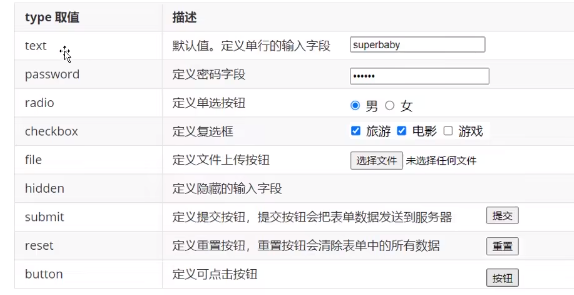 type 取值 描述
text 默认值。定义单行的输入字段 superbaby
password 定义密码字段 ••••••
radio 定义单选按钮 男 女
checkbox 定义复选框 旅游 电影 游戏
file 定义文件上传按钮 选择文件 未选择任何文件
hidden 定义隐藏的输入字段
submit 定义提交按钮，提交按钮会把表单数据发送到服务器 提交
reset 定义重置按钮，重置按钮会清除表单中的所有数据 重置
button 定义可点击按钮 按钮